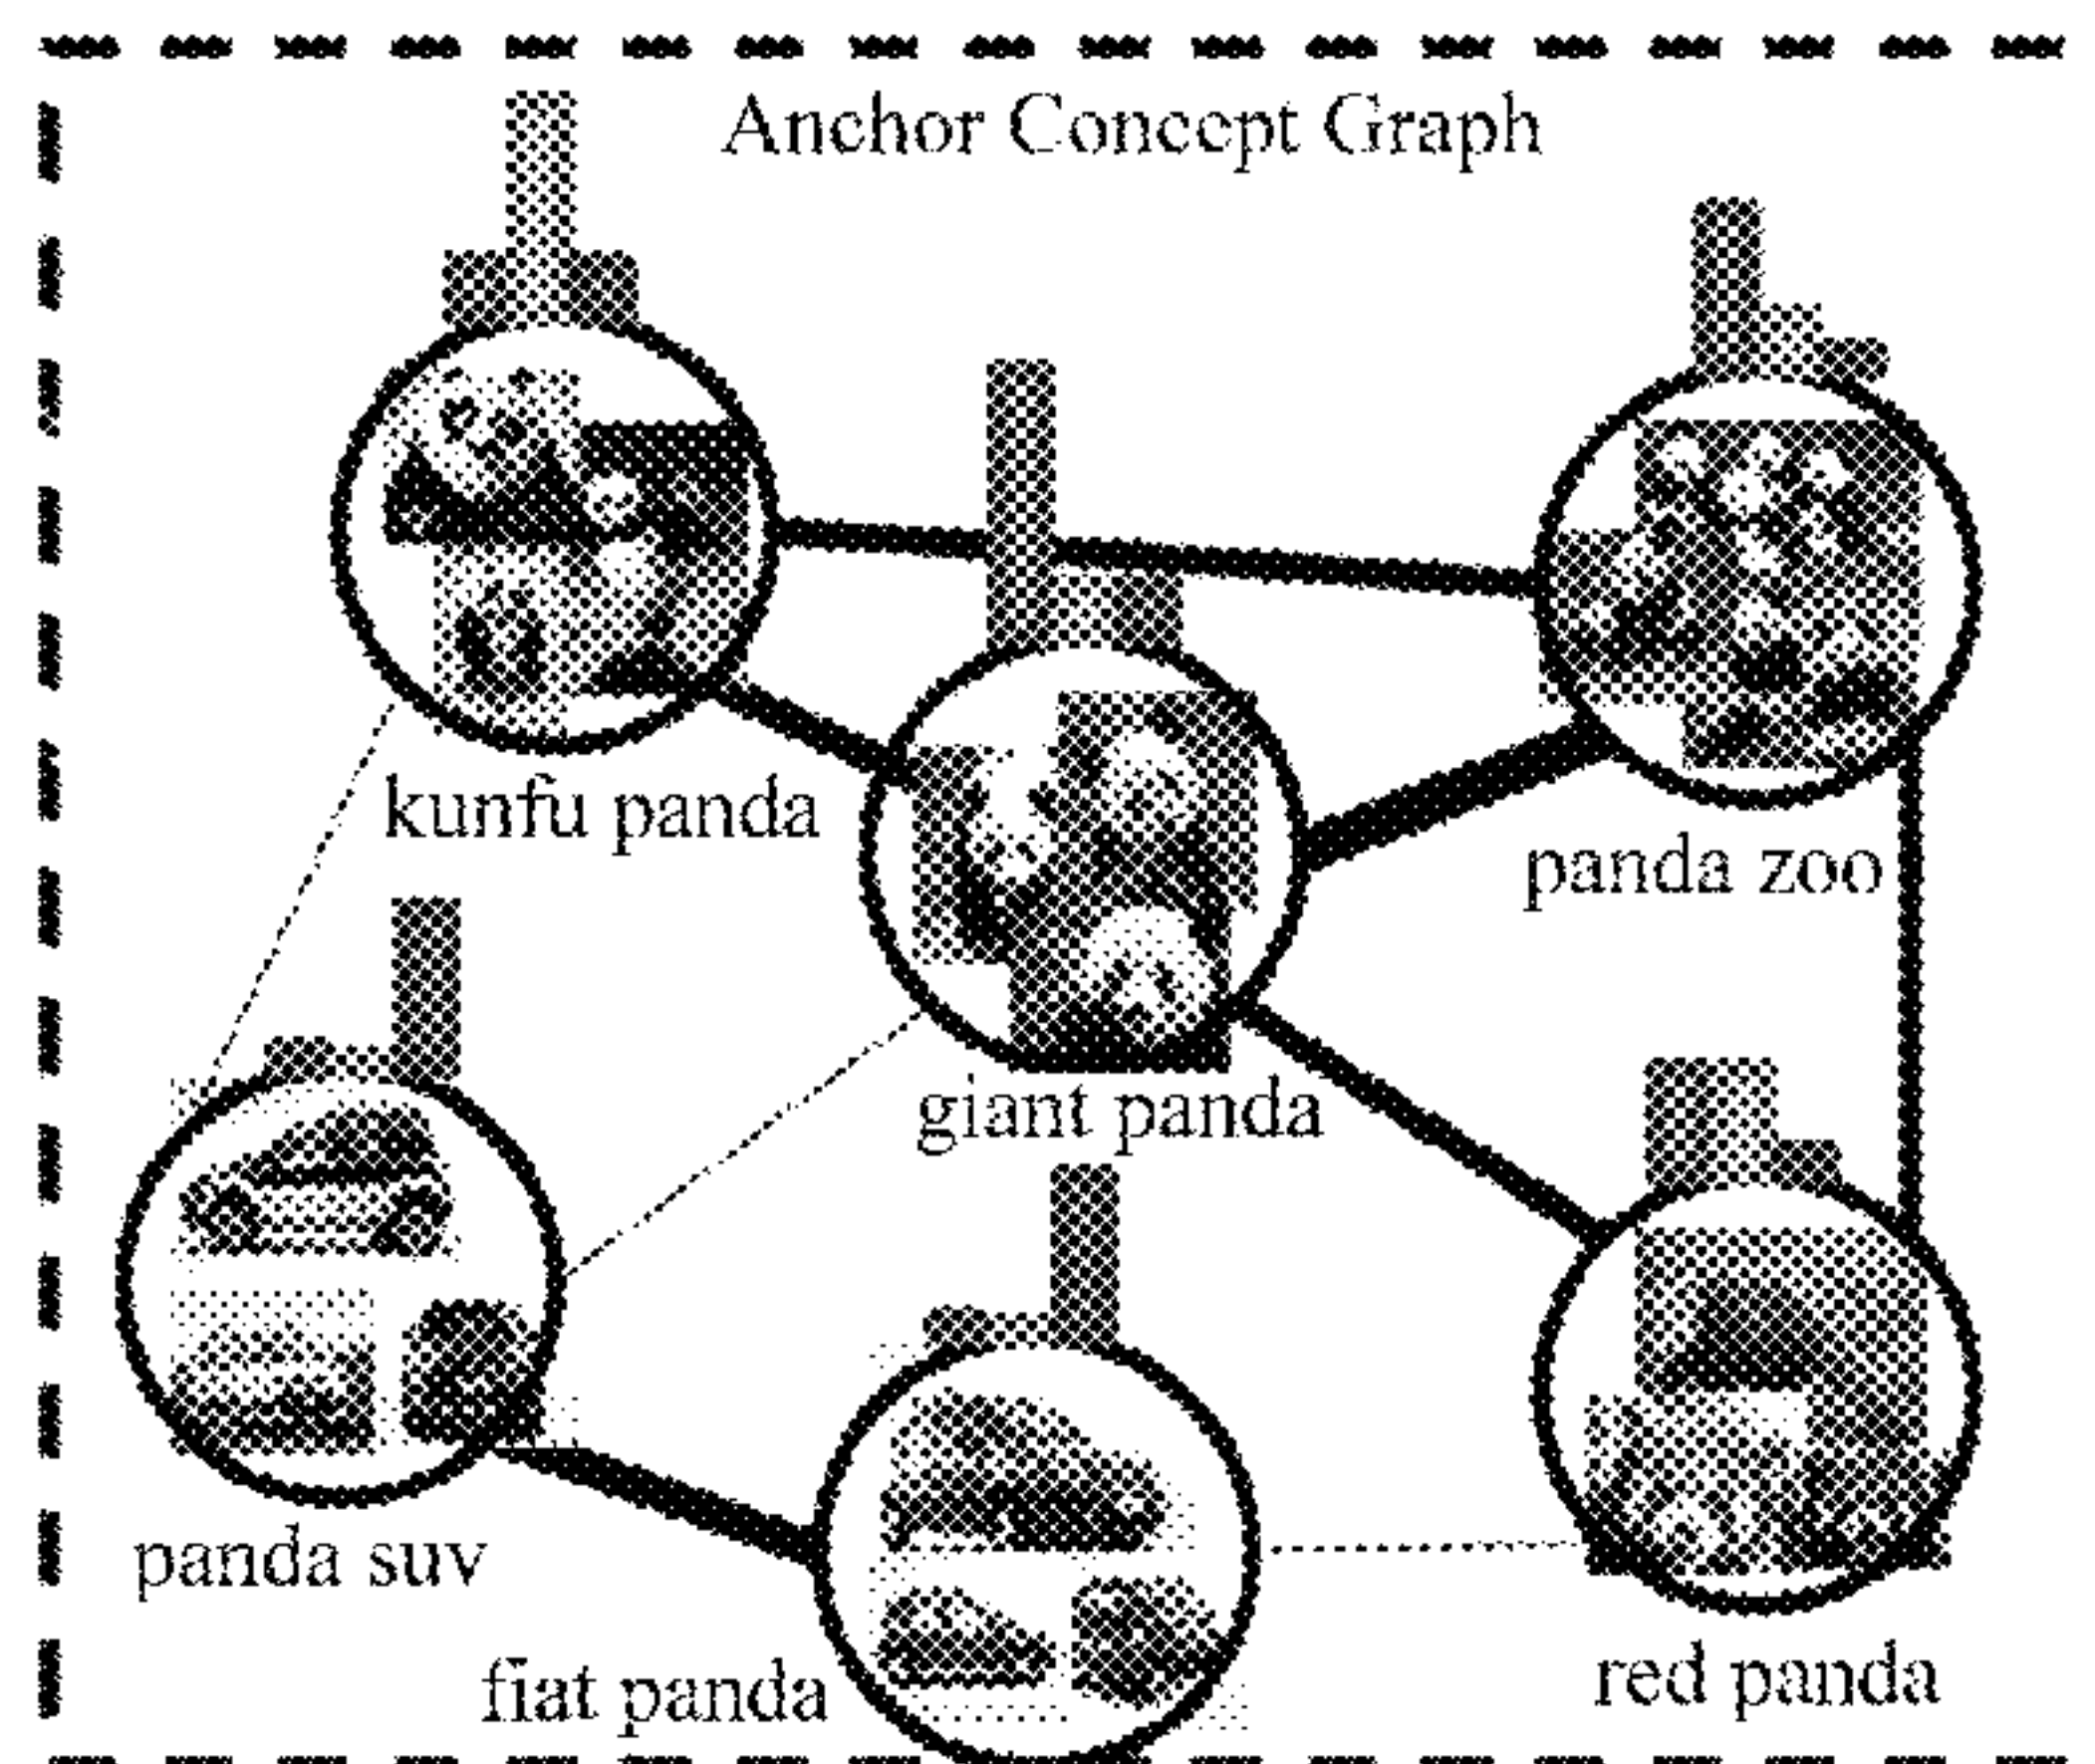 Anchor Concept Graph
kunfu panda
panda zoo
giant panda
panda suv
fiat panda
red panda